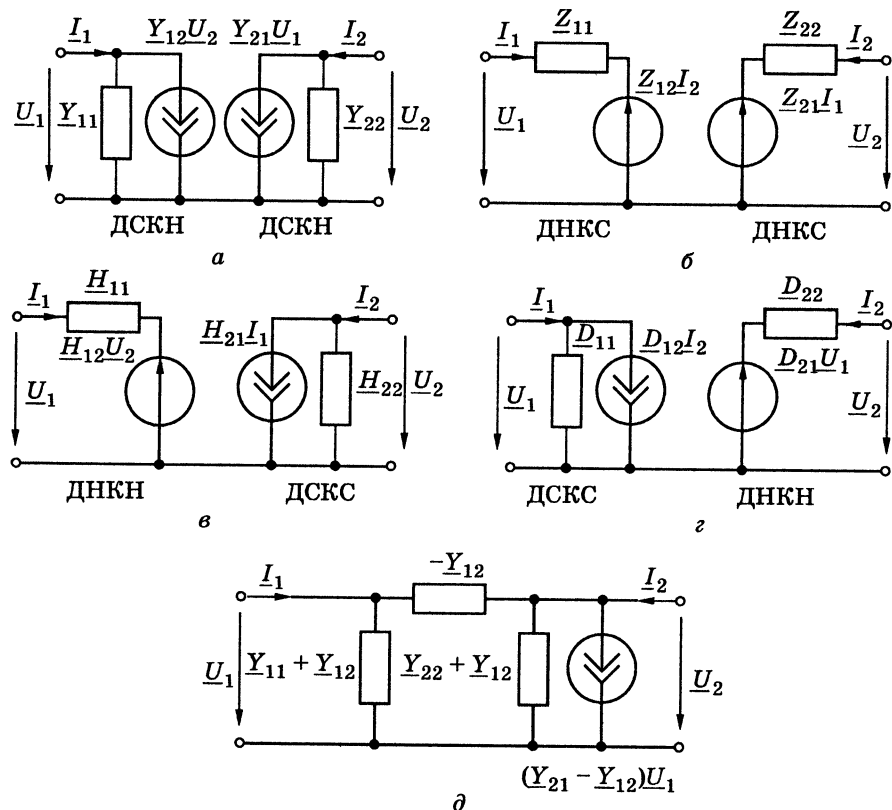 I1 Y12U2 Y21U1 I2
U1 Y11 Y22 U2
ДСКН ДСКН
а
I1 Z11 Z22 I2
Z12I2 Z21I1
U1 U2
ДНКС ДНКС
б
I1 H11 I2
H12U2 H21I1
U1 H22 U2
ДНКН ДСКС
в
I1 D11 D12I2 D22 I2
U1 D21U1 U2
ДСКС ДНКН
г
I1 -Y12 I2
U1 Y11 + Y12 Y22 + Y12 U2
(Y21 – Y12)U1
д